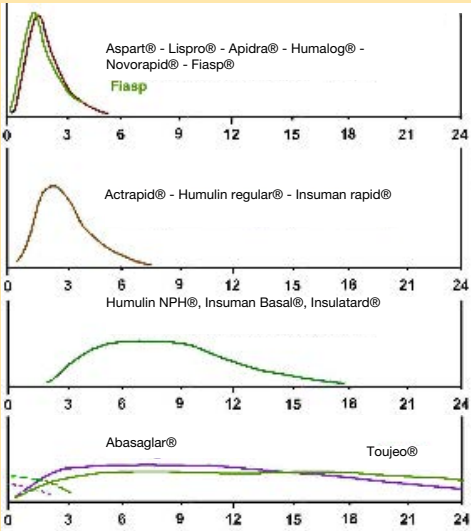 Aspart® - Lispro® - Apidra® - Humalog® -
Novorapid® - Fiasp®
Fiasp
0 3 6 9 12 15 18 21 24
Actrapid® - Humulin regular® - Insuman rapid®
0 3 6 9 12 15 18 21 24
Humulin NPH®, Insuman Basal®, Insulatard®
0 3 6 9 12 15 18 21 24
Abasaglar®
Toujeo®
0 3 6 9 12 15 18 21 24